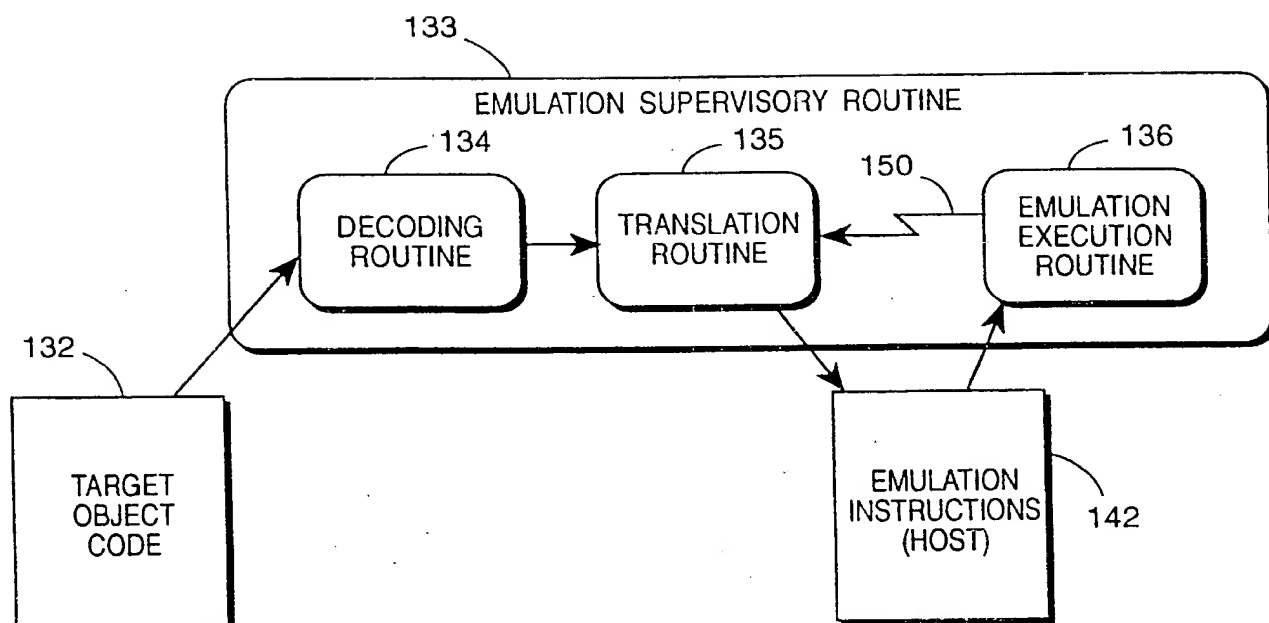 133
EMULATION SUPERVISORY ROUTINE
134
135
150
136
DECODING
ROUTINE
TRANSLATION
ROUTINE
EMULATION
EXECUTION
ROUTINE
132
TARGET
OBJECT
CODE
EMULATION
INSTRUCTIONS
(HOST)
142